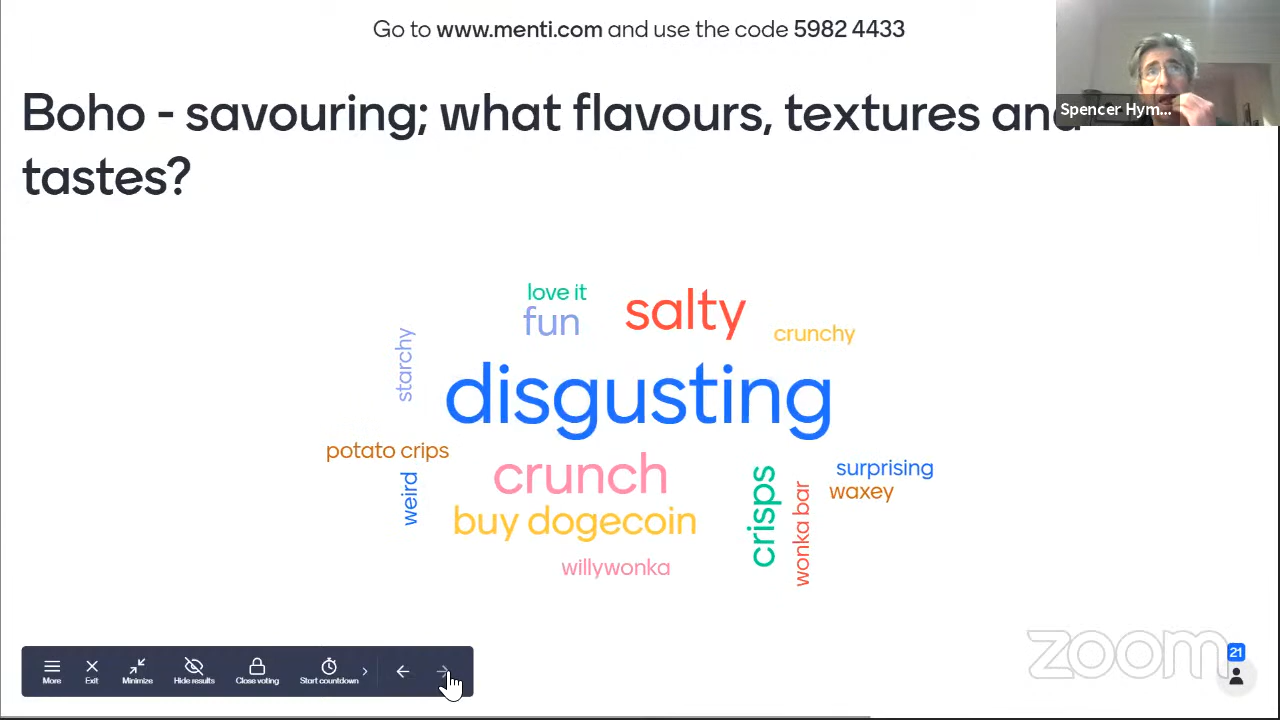 Go to www.menti.com and use the code 5982 4433
Spencer Hym...
Boho - savouring; what flavours, textures and
tastes?
love it
fun
salty
crunchy
starchy
disgusting
potato crips
weird
crunch
crisps
wonka bar
surprising
waxey
buy dogecoin
willywonka
More
Exit
Minimize
Hide results
Close voting
Start countdown
zoom
21